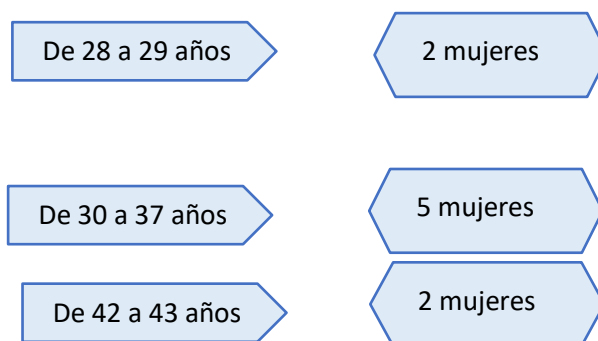 De 28 a 29 años
2 mujeres
De 30 a 37 años
5 mujeres
De 42 a 43 años
2 mujeres